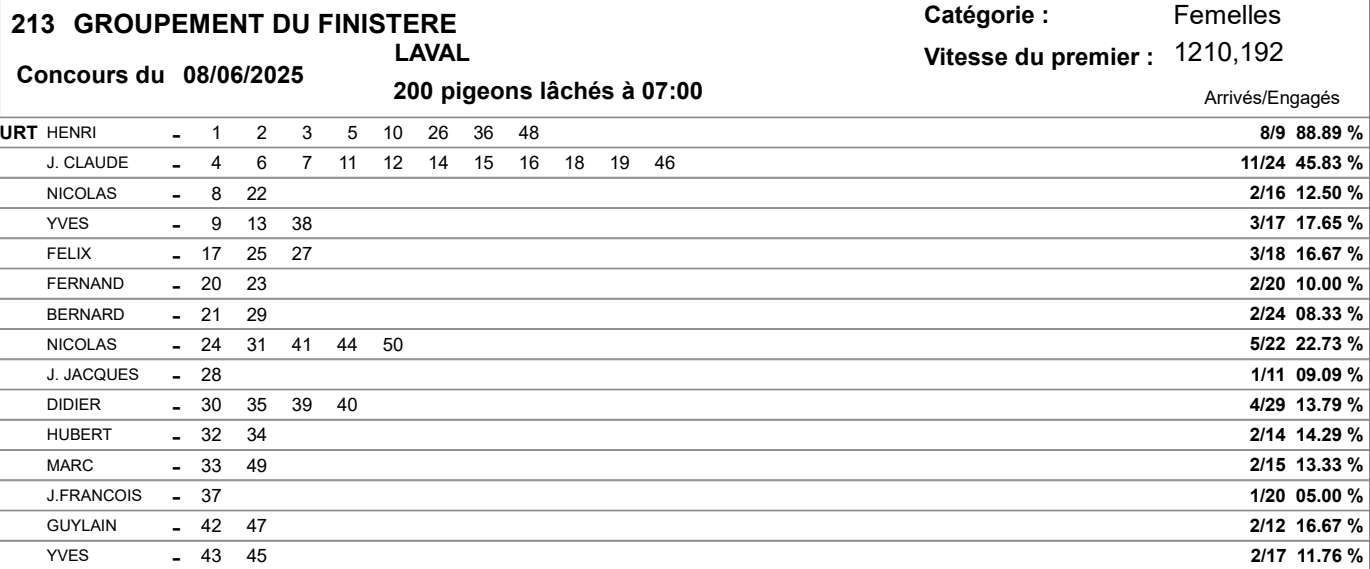 213 GROUPEMENT DU FINISTERE
LAVAL
Concours du 08/06/2025
200 pigeons lâchés à 07:00
Catégorie : Femelles
Vitesse du premier : 1210,192
Arrivés/Engagés
URT HENRI - 1 2 3 5 10 26 36 48 8/9 88.89 %
J. CLAUDE - 4 6 7 11 12 14 15 16 18 19 46 11/24 45.83 %
NICOLAS - 8 22 2/16 12.50 %
YVES - 9 13 38 3/17 17.65 %
FELIX - 17 25 27 3/18 16.67 %
FERNAND - 20 23 2/20 10.00 %
BERNARD - 21 29 2/24 08.33 %
NICOLAS - 24 31 41 44 50 5/22 22.73 %
J. JACQUES - 28 1/11 09.09 %
DIDIER - 30 35 39 40 4/29 13.79 %
HUBERT - 32 34 2/14 14.29 %
MARC - 33 49 2/15 13.33 %
J.FRANCOIS - 37 1/20 05.00 %
GUYLAIN - 42 47 2/12 16.67 %
YVES - 43 45 2/17 11.76 %